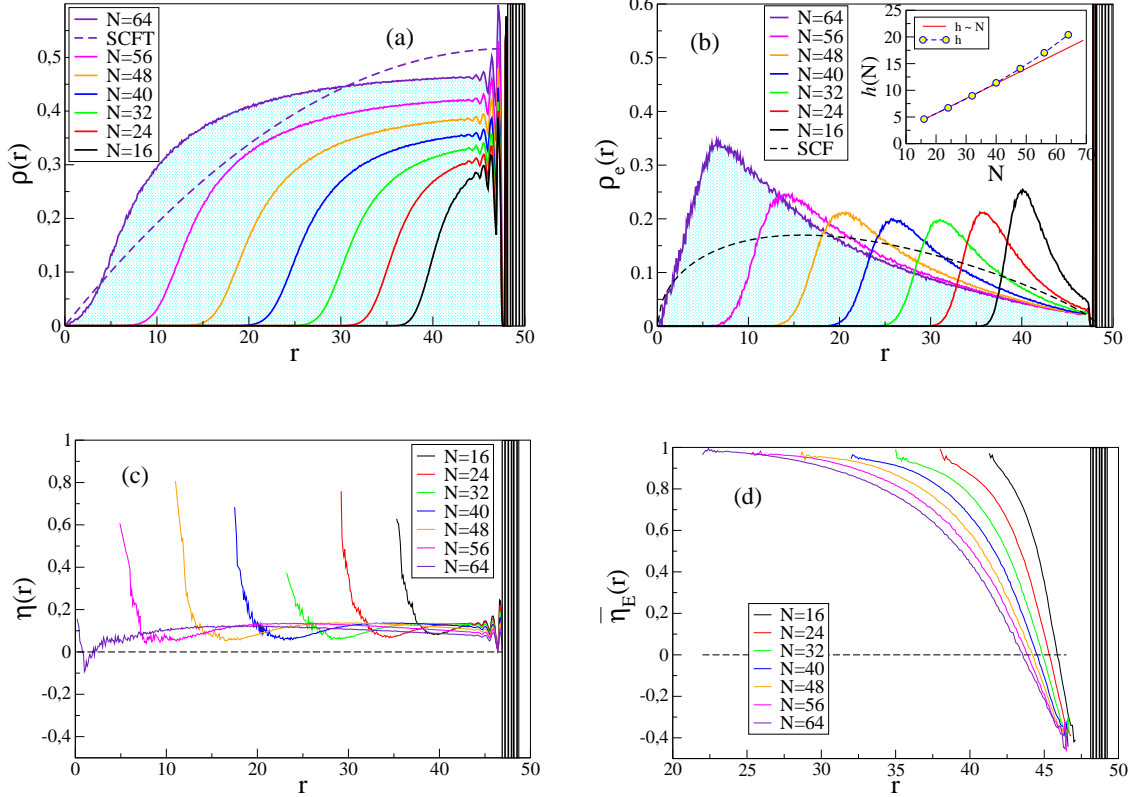 (a)
N=64
SCFT
N=56
N=48
N=40
N=32
N=24
N=16
ρ(r)
0,5
0,4
0,3
0,2
0,1
0
0 10 20 30 40 50
r
(b)
N=64
N=56
N=48
N=40
N=32
N=24
N=16
SCF
ρe(r)
0,6
0,5
0,4
0,3
0,2
0,1
0
0 10 20 30 40 50
r
h ~ N
h
h(N)
25
20
15
10
5
10 20 30 40 50 60 70
N
(c)
N=16
N=24
N=32
N=40
N=48
N=56
N=64
η(r)
1
0,8
0,6
0,4
0,2
0
-0,2
-0,4
0 10 20 30 40 50
r
(d)
N=16
N=24
N=32
N=40
N=48
N=56
N=64
η̅E(r)
1
0,8
0,6
0,4
0,2
0
-0,2
-0,4
20 25 30 35 40 45 50
r